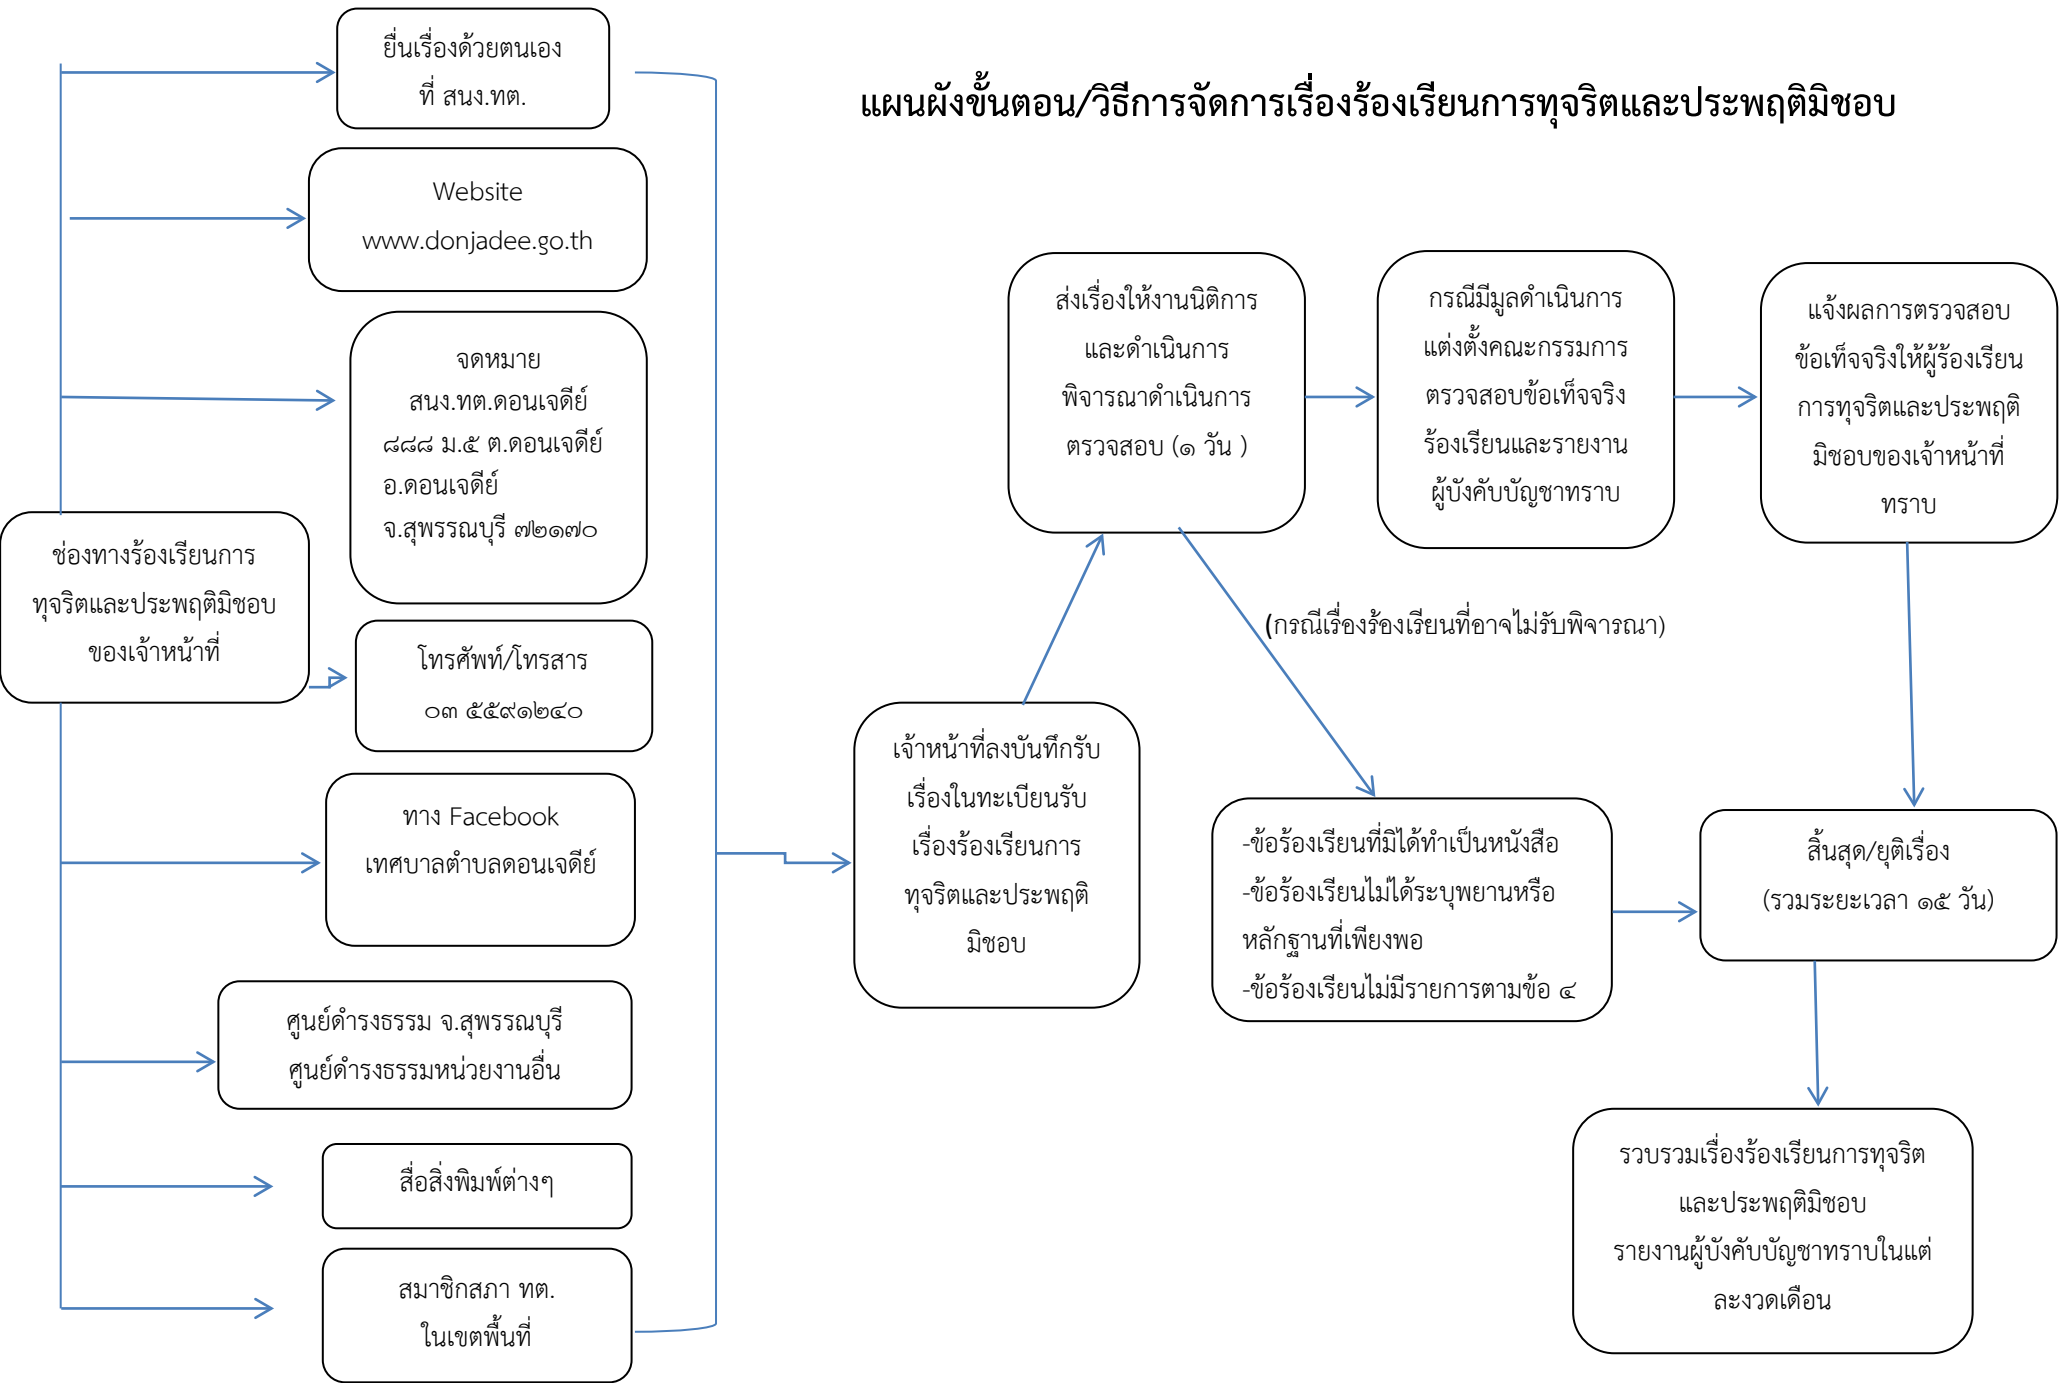 แผนผังขั้นตอน/วิธีการจัดการเรื่องร้องเรียนการทุจริตและประพฤติมิชอบ
ช่องทางร้องเรียนการ
ทุจริตและประพฤติมิชอบ
ของเจ้าหน้าที่
ยื่นเรื่องด้วยตนเอง
ที่ สนง.ทต.
Website
www.donjadee.go.th
จดหมาย
สนง.ทต.ดอนเจดีย์
๘๘๘ ม.๕ ต.ดอนเจดีย์
อ.ดอนเจดีย์
จ.สุพรรณบุรี ๗๒๑๗๐
โทรศัพท์/โทรสาร
๐๓ ๕๕๙๑๒๔๐
ทาง Facebook
เทศบาลตำบลดอนเจดีย์
ศูนย์ดำรงธรรม จ.สุพรรณบุรี
ศูนย์ดำรงธรรมหน่วยงานอื่น
สื่อสิ่งพิมพ์ต่างๆ
สมาชิกสภา ทต.
ในเขตพื้นที่
เจ้าหน้าที่ลงบันทึกรับ
เรื่องในทะเบียนรับ
เรื่องร้องเรียนการ
ทุจริตและประพฤติ
มิชอบ
ส่งเรื่องให้งานนิติการ
และดำเนินการ
พิจารณาดำเนินการ
ตรวจสอบ (๑ วัน )
กรณีมีมูลดำเนินการ
แต่งตั้งคณะกรรมการ
ตรวจสอบข้อเท็จจริง
ร้องเรียนและรายงาน
ผู้บังคับบัญชาทราบ
แจ้งผลการตรวจสอบ
ข้อเท็จจริงให้ผู้ร้องเรียน
การทุจริตและประพฤติ
มิชอบของเจ้าหน้าที่
ทราบ
(กรณีเรื่องร้องเรียนที่อาจไม่รับพิจารณา)
-ข้อร้องเรียนที่มิได้ทำเป็นหนังสือ
-ข้อร้องเรียนไม่ได้ระบุพยานหรือ
หลักฐานที่เพียงพอ
-ข้อร้องเรียนไม่มีรายการตามข้อ ๔
สิ้นสุด/ยุติเรื่อง
(รวมระยะเวลา ๑๕ วัน)
รวบรวมเรื่องร้องเรียนการทุจริต
และประพฤติมิชอบ
รายงานผู้บังคับบัญชาทราบในแต่
ละงวดเดือน